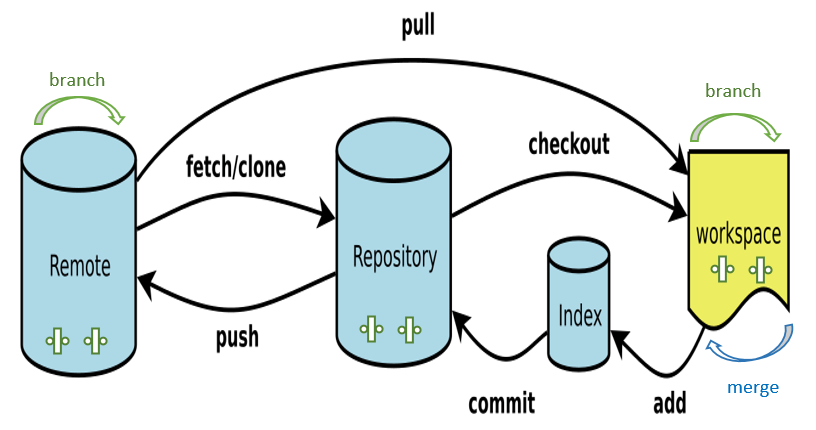 pull
branch
branch
fetch/clone
checkout
Remote
Repository
workspace
Index
push
commit
add
merge